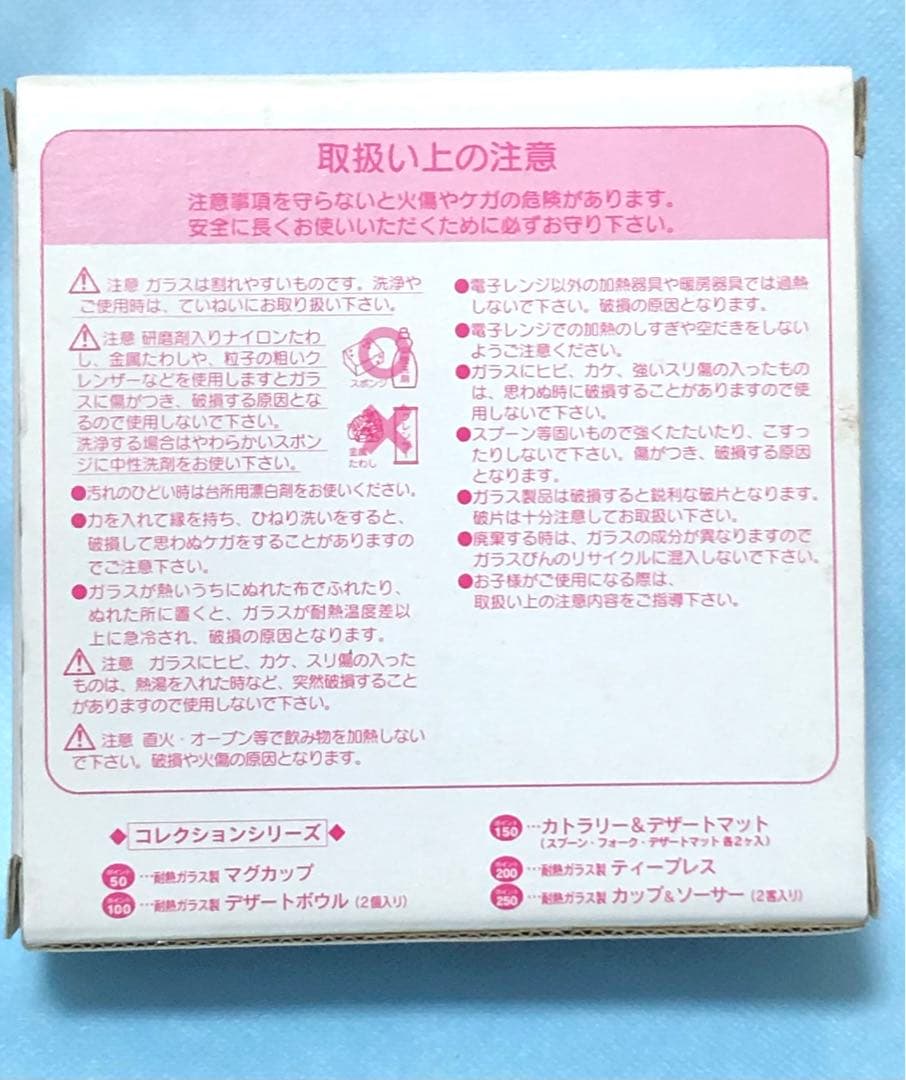 取扱い上の注意
注意事項を守らないと火傷やケガの危険があります。
安全に長くお使いいただくために必ずお守り下さい。
注意 ガラスは割れやすいものです。洗浄や
ご使用時は、ていねいにお取り扱い下さい。
注意 研磨剤入りナイロンたわ
し、金属たわしや、粒子の粗いク
レンザーなどを使用しますとガラ
スに傷がつき、破損する原因とな
るので使用しないで下さい。
洗浄する場合はやわらかいスポン
ジに中性洗剤をお使い下さい。
スポンジ
金属
たわし
●汚れのひどい時は台所用漂白剤をお使いください。
●力を入れて縁を持ち、ひねり洗いをすると、
破損して思わぬケガをすることがありますの
でご注意下さい。
●ガラスが熱いうちにぬれた布でふれたり、
ぬれた所に置くと、ガラスが耐熱温度差以
上に急冷され、破損の原因となります。
注意 ガラスにヒビ、カケ、スリ傷の入った
ものは、熱湯を入れた時など、突然破損すること
がありますので使用しないで下さい。
注意 直火・オーブン等で飲み物を加熱しない
で下さい。破損や火傷の原因となります。
●電子レンジ以外の加熱器具や暖房器具では過熱
しないで下さい。破損の原因となります。
●電子レンジでの加熱のしすぎや空だきをしない
ようご注意ください。
●ガラスにヒビ、カケ、強いスリ傷の入ったもの
は、思わぬ時に破損することがありますので使
用しないで下さい。
●スプーン等固いもので強くたたいたり、こすっ
たりしないで下さい。傷がつき、破損する原因
となります。
●ガラス製品は破損すると鋭利な破片となります。
破片は十分注意してお取扱い下さい。
●廃棄する時は、ガラスの成分が異なりますので
ガラスびんのリサイクルに混入しないで下さい。
●お子様がご使用になる際は、
取扱い上の注意内容をご指導下さい。
◆コレクションシリーズ◆
ポイント50…耐熱ガラス製 マグカップ
ポイント100…耐熱ガラス製 デザートボウル(2個入り)
ポイント150…カトラリー&デザートマット
(スプーン・フォーク・デザートマット 各2ヶ入)
ポイント200…耐熱ガラス製 ティープレス
ポイント250…耐熱ガラス製 カップ&ソーサー(2客入り)